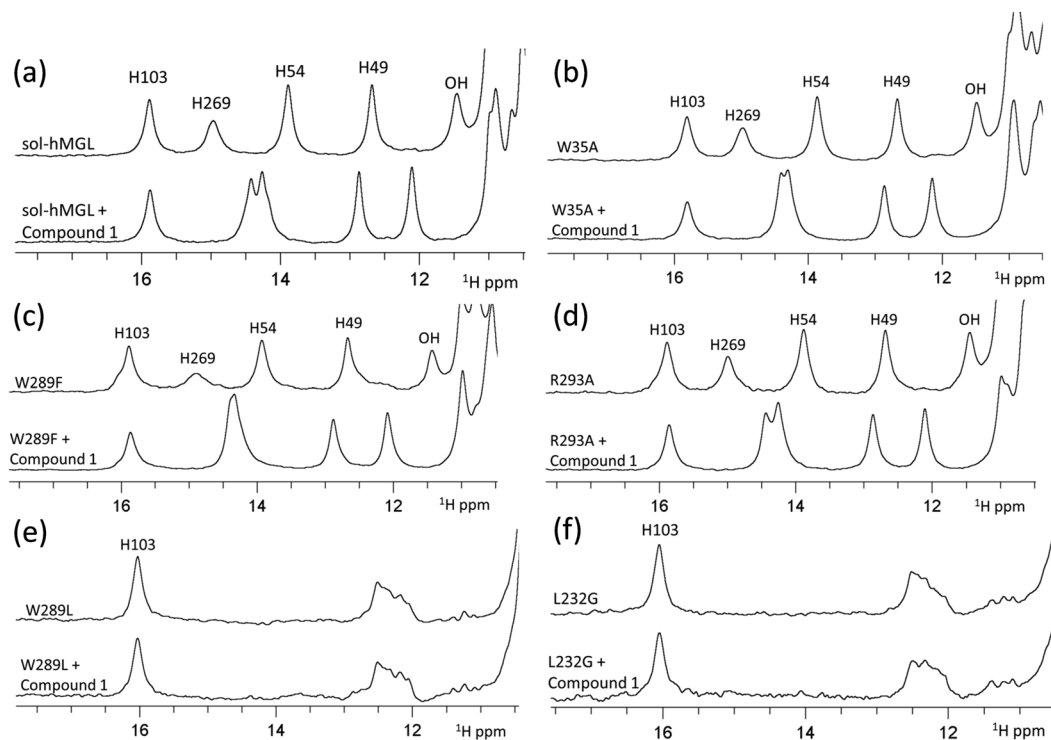 (a)
H103
H269
H54
H49
OH
sol-hMGL
sol-hMGL +
Compound 1
16
14
12
¹H ppm
(b)
H103
H269
H54
H49
OH
W35A
W35A +
Compound 1
16
14
12
¹H ppm
(c)
H103
H269
H54
H49
OH
W289F
W289F +
Compound 1
16
14
12
¹H ppm
(d)
H103
H269
H54
H49
OH
R293A
R293A +
Compound 1
16
14
12
¹H ppm
(e)
H103
W289L
W289L +
Compound 1
16
14
12
¹H ppm
(f)
H103
L232G
L232G +
Compound 1
16
14
12
¹H ppm